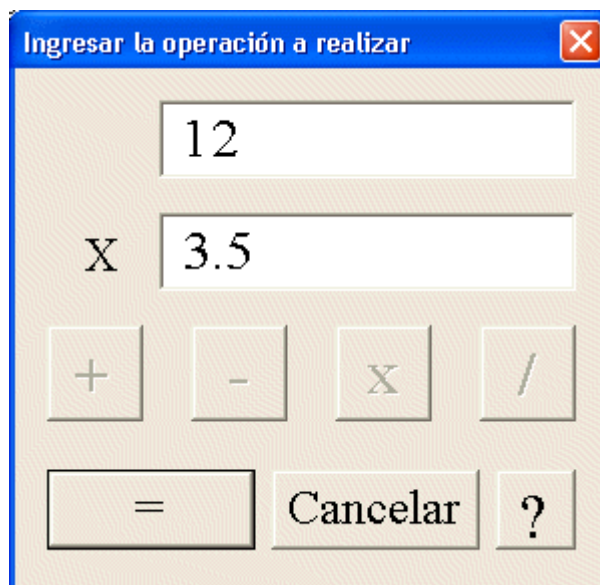 Ingresar la operación a realizar
12
X 3.5
+ - x /
= Cancelar ?